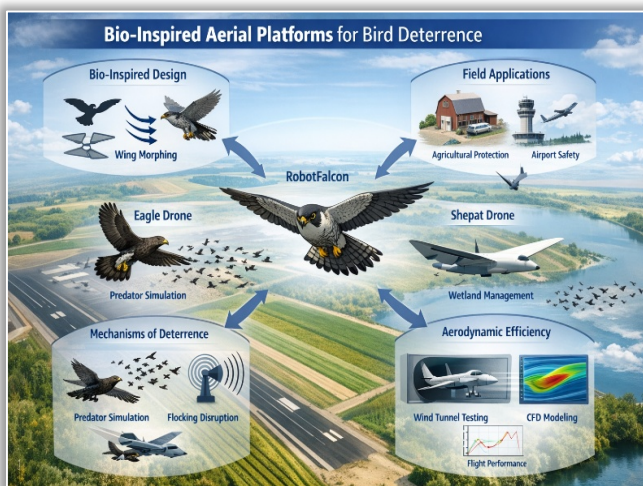 Bio-Inspired Aerial Platforms for Bird Deterrence
Bio-Inspired Design
Wing Morphing
Field Applications
Agricultural Protection
Airport Safety
RobotFalcon
Eagle Drone
Predator Simulation
Shepat Drone
Wetland Management
Mechanisms of Deterrence
Predator Simulation
Flocking Disruption
Aerodynamic Efficiency
Wind Tunnel Testing
CFD Modeling
Flight Performance